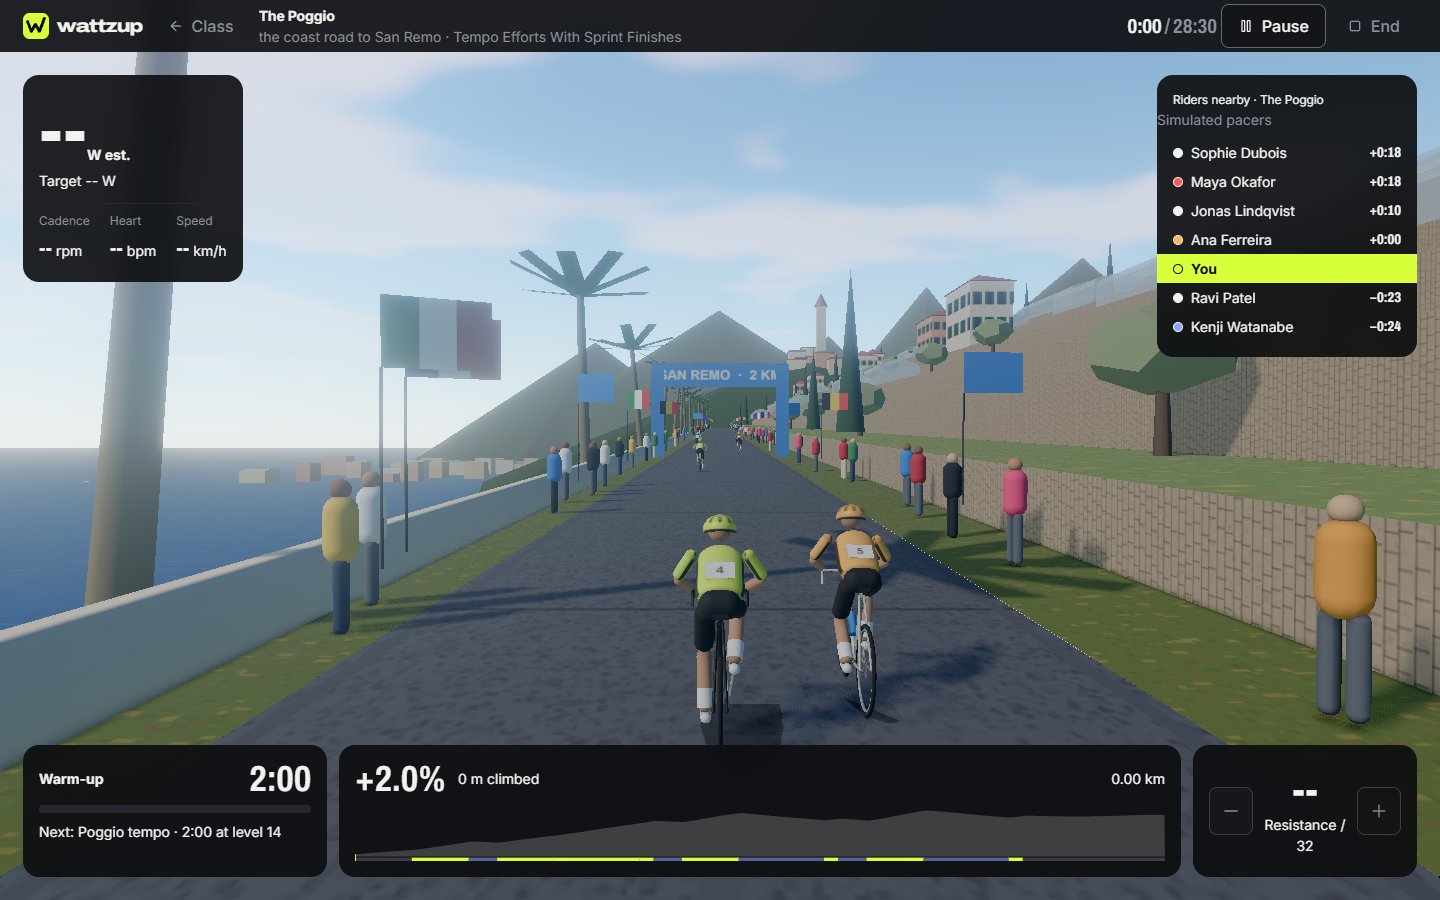 wattzup
← Class
The Poggio
the coast road to San Remo · Tempo Efforts With Sprint Finishes
0:00 / 28:30
Pause
End
--
W est.
Target -- W
Cadence Heart Speed
-- rpm -- bpm -- km/h
Riders nearby · The Poggio
Simulated pacers
Sophie Dubois +0:18
Maya Okafor +0:18
Jonas Lindqvist +0:10
Ana Ferreira +0:00
You
Ravi Patel −0:23
Kenji Watanabe −0:24
SAN REMO · 2 KM
4
5
Warm-up 2:00
Next: Poggio tempo · 2:00 at level 14
+2.0% 0 m climbed 0.00 km
−
--
+
Resistance /
32